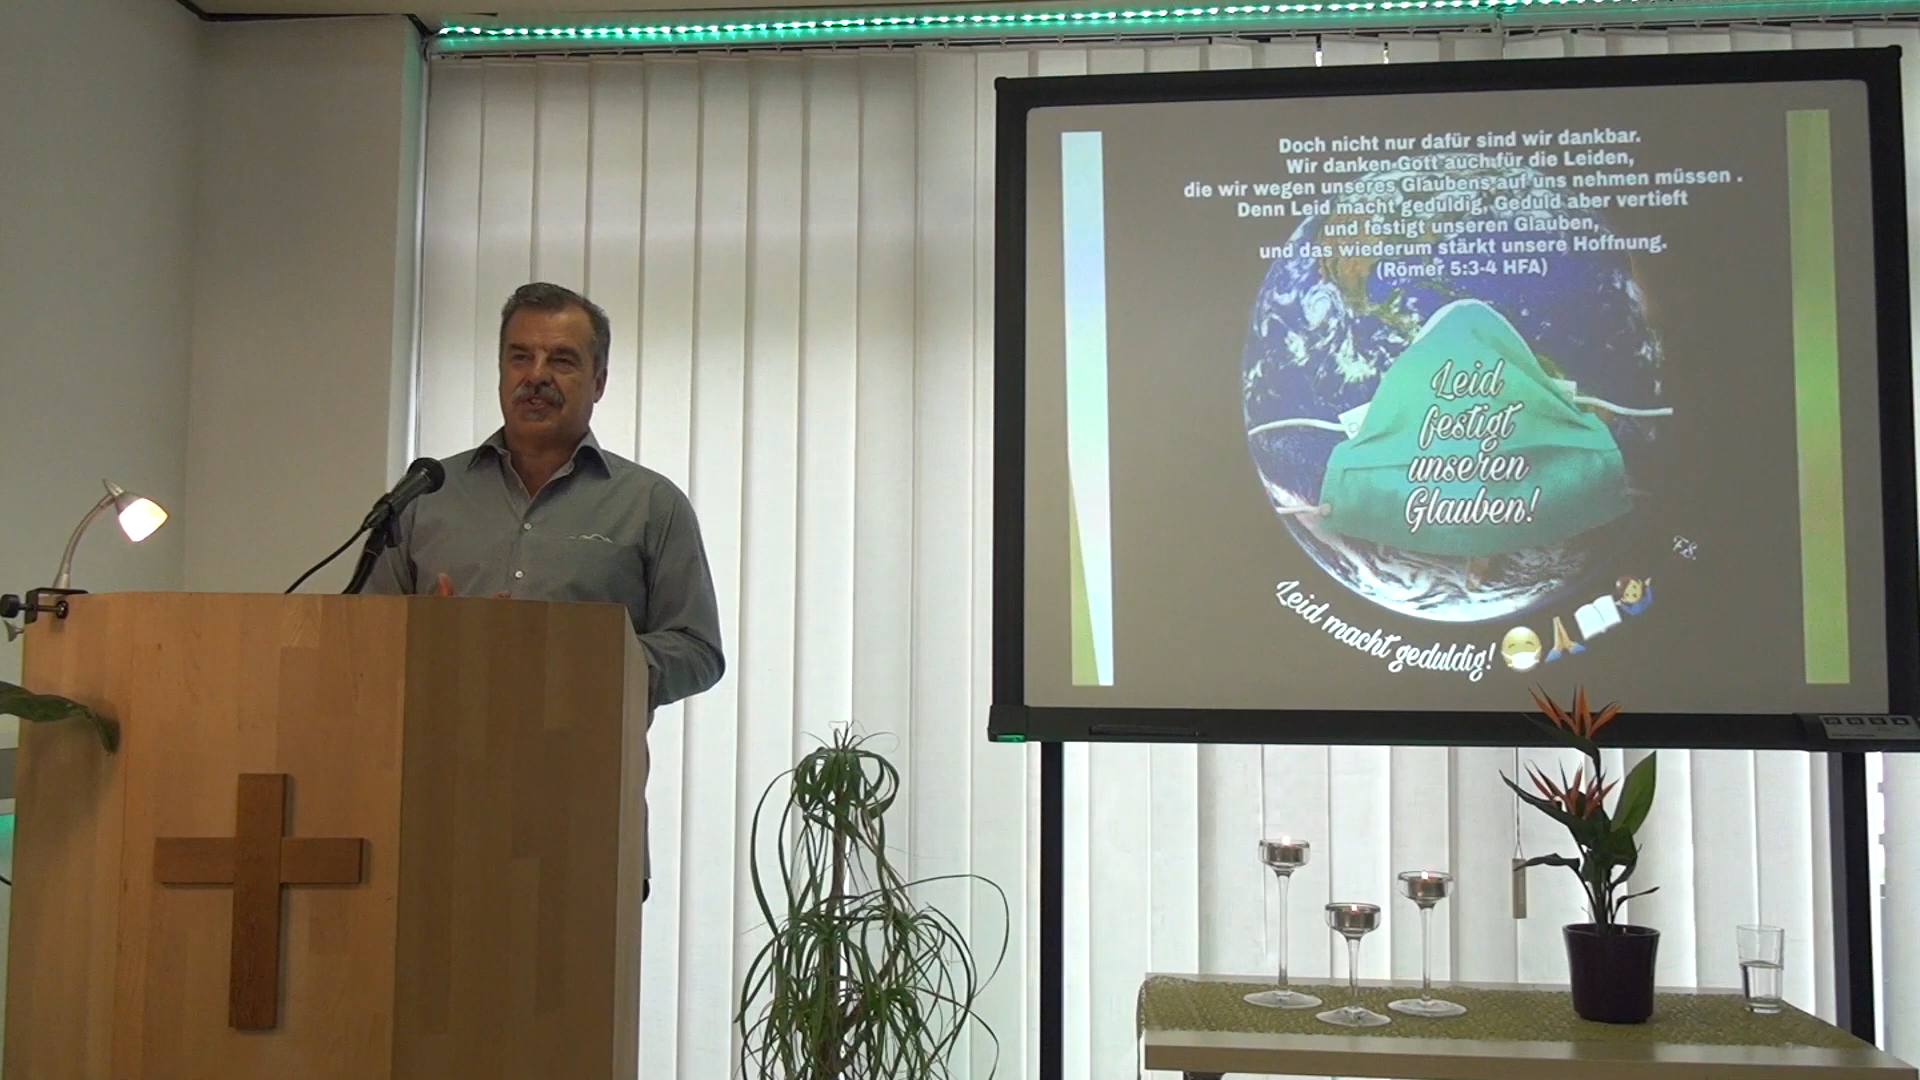 Doch nicht nur dafür sind wir dankbar.
Wir danken Gott auch für die Leiden,
die wir wegen unseres Glaubens auf uns nehmen müssen .
Denn Leid macht geduldig, Geduld aber vertieft
und festigt unseren Glauben,
und das wiederum stärkt unsere Hoffnung.
(Römer 5:3-4 HFA)
Leid
festigt
unseren
Glauben!
F.S.
Leid macht geduldig!